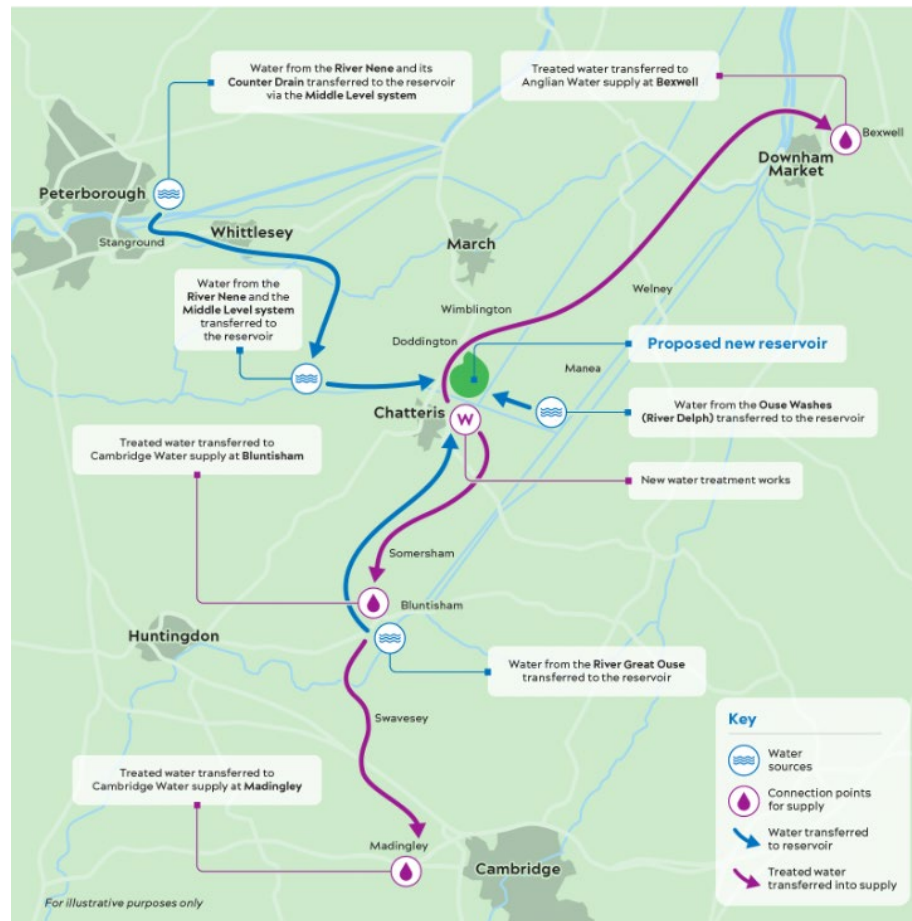 Water from the River Nene and its
Counter Drain transferred to the reservoir
via the Middle Level system
Treated water transferred to
Anglian Water supply at Bexwell
Bexwell
Downham
Market
Peterborough
Stanground
Whittlesey
March
Water from the
River Nene and the
Middle Level system
transferred to
the reservoir
Welney
Wimblington
Doddington
Proposed new reservoir
Manea
Chatteris
W
Water from the Ouse Washes
(River Delph) transferred to the reservoir
Treated water transferred to
Cambridge Water supply at Bluntisham
New water treatment works
Somersham
Bluntisham
Huntingdon
Water from the River Great Ouse
transferred to the reservoir
Swavesey
Treated water transferred to
Cambridge Water supply at Madingley
Madingley
Cambridge
Key
Water
sources
Connection points
for supply
Water transferred
to reservoir
Treated water
transferred into supply
For illustrative purposes only